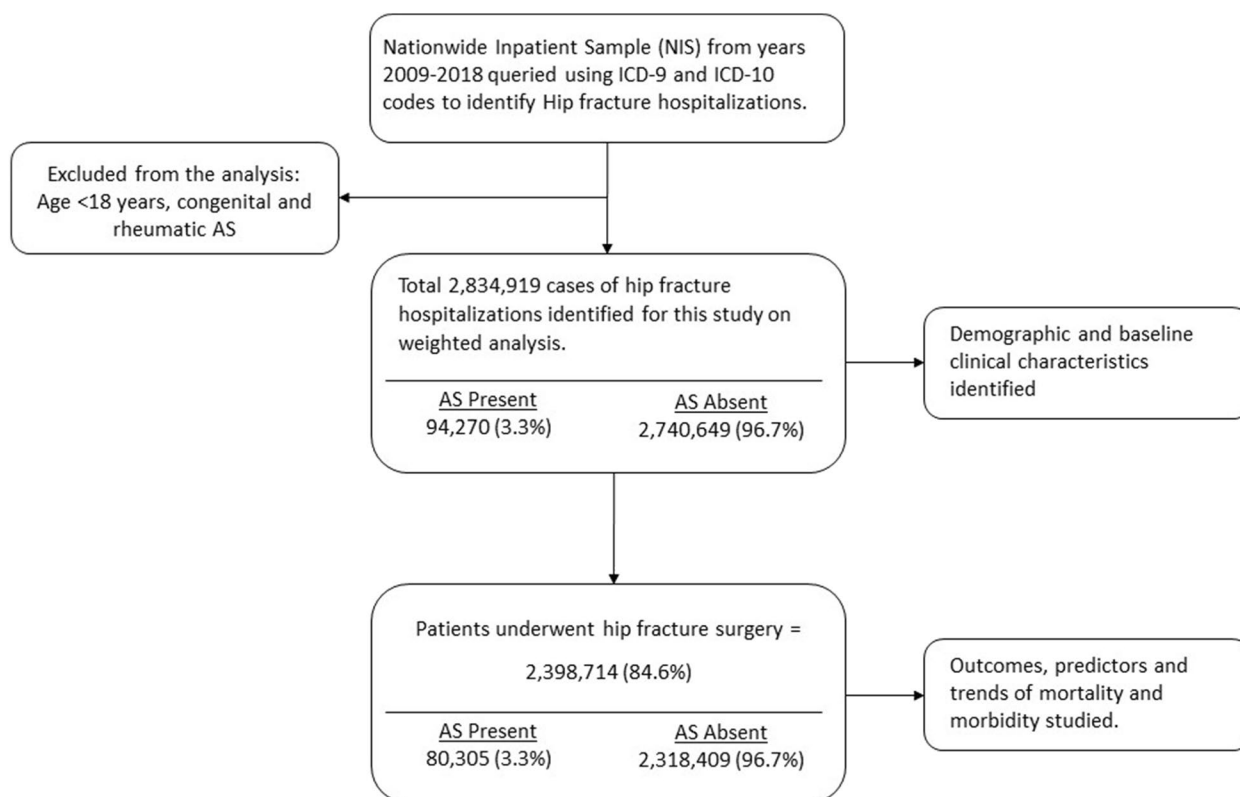 Nationwide Inpatient Sample (NIS) from years
2009-2018 queried using ICD-9 and ICD-10
codes to identify Hip fracture hospitalizations.
Excluded from the analysis:
Age <18 years, congenital and
rheumatic AS
Total 2,834,919 cases of hip fracture
hospitalizations identified for this study on
weighted analysis.
AS Present AS Absent
94,270 (3.3%) 2,740,649 (96.7%)
Demographic and baseline
clinical characteristics
identified
Patients underwent hip fracture surgery =
2,398,714 (84.6%)
AS Present AS Absent
80,305 (3.3%) 2,318,409 (96.7%)
Outcomes, predictors and
trends of mortality and
morbidity studied.